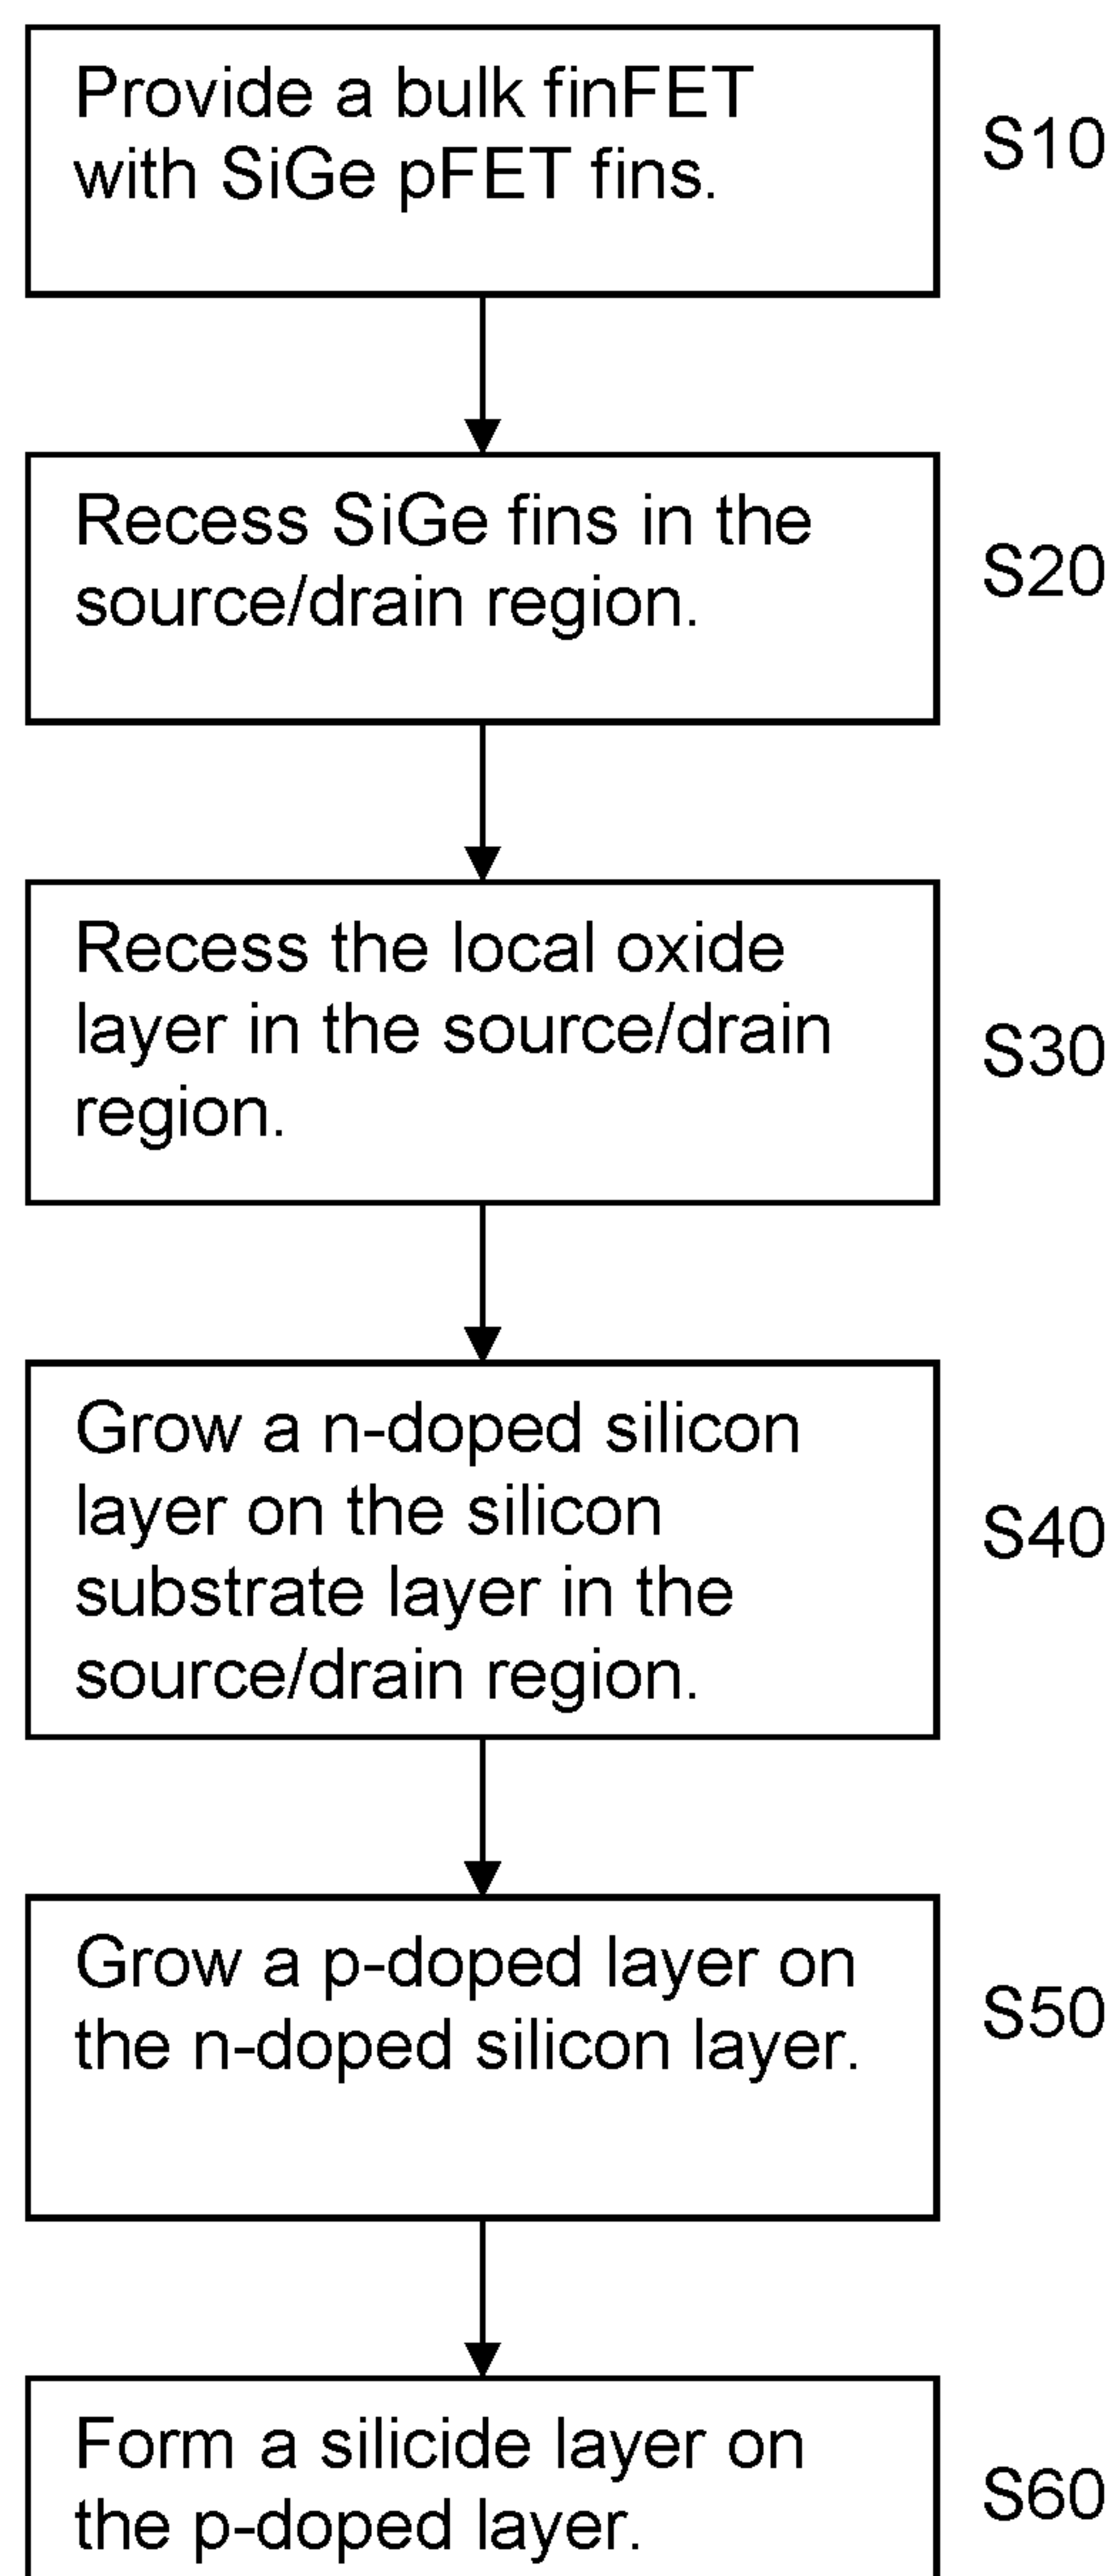 Provide a bulk finFET
with SiGe pFET fins.
S10
Recess SiGe fins in the
source/drain region.
S20
Recess the local oxide
layer in the source/drain
region.
S30
Grow a n-doped silicon
layer on the silicon
substrate layer in the
source/drain region.
S40
Grow a p-doped layer on
the n-doped silicon layer.
S50
Form a silicide layer on
the p-doped layer.
S60